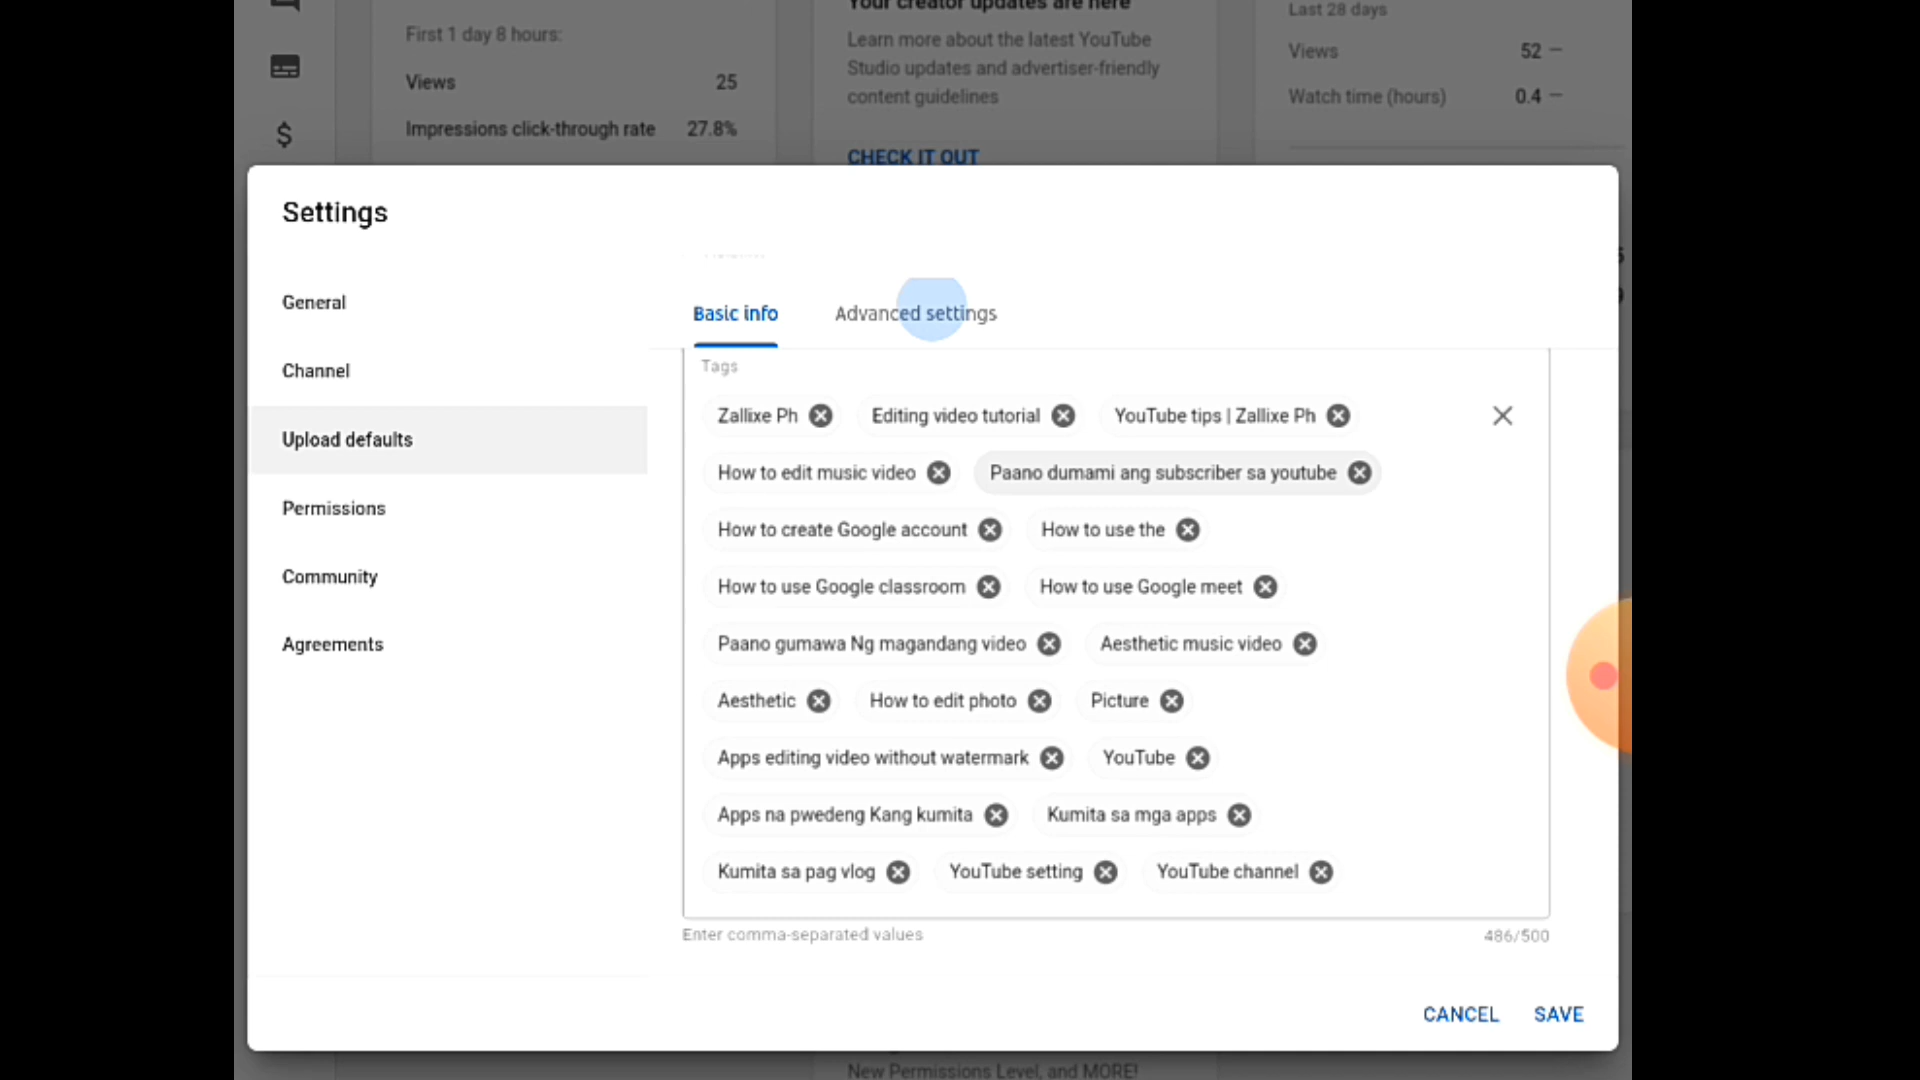 Your creator updates are here
Last 28 days
First 1 day 8 hours:
Learn more about the latest YouTube
Studio updates and advertiser-friendly
content guidelines
Views 52 —
Views 25
Watch time (hours) 0.4 —
Impressions click-through rate 27.8%
CHECK IT OUT
Settings
General
Channel
Upload defaults
Permissions
Community
Agreements
Basic info Advanced settings
Tags
Zallixe Ph Editing video tutorial YouTube tips | Zallixe Ph
How to edit music video Paano dumami ang subscriber sa youtube
How to create Google account How to use the
How to use Google classroom How to use Google meet
Paano gumawa Ng magandang video Aesthetic music video
Aesthetic How to edit photo Picture
Apps editing video without watermark YouTube
Apps na pwedeng Kang kumita Kumita sa mga apps
Kumita sa pag vlog YouTube setting YouTube channel
Enter comma-separated values 486/500
CANCEL SAVE
New Permissions Level, and MORE!